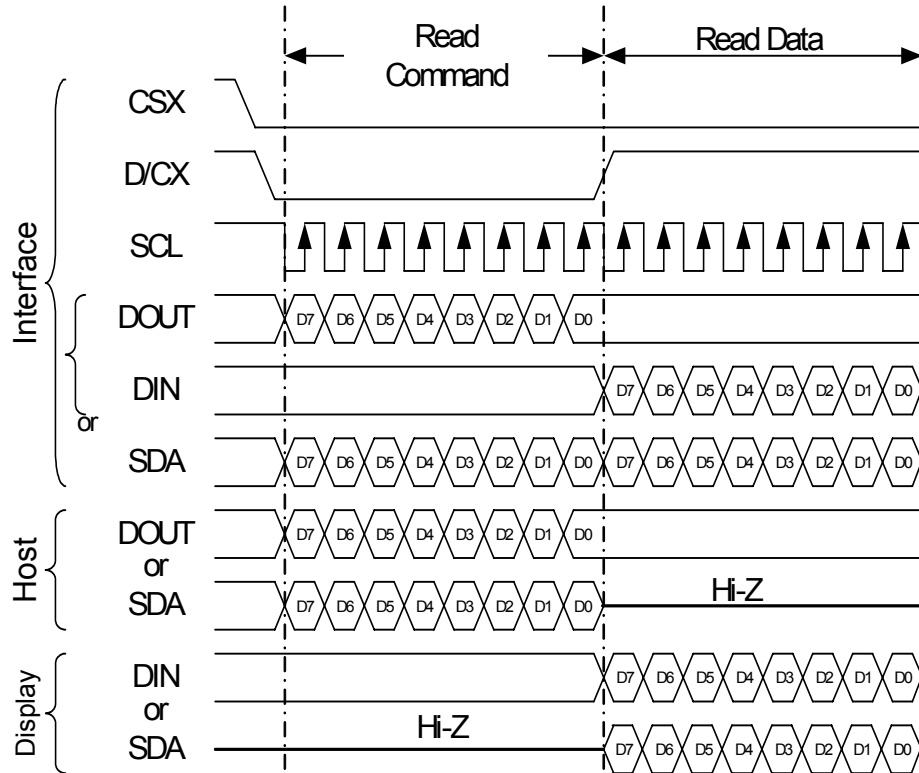 Read
Command
Read Data
Interface
CSX
D/CX
SCL
DOUT
D7 D6 D5 D4 D3 D2 D1 D0
DIN
D7 D6 D5 D4 D3 D2 D1 D0
or
SDA
D7 D6 D5 D4 D3 D2 D1 D0 D7 D6 D5 D4 D3 D2 D1 D0
Host
DOUT
D7 D6 D5 D4 D3 D2 D1 D0
or
SDA
D7 D6 D5 D4 D3 D2 D1 D0 Hi-Z
Display
DIN
D7 D6 D5 D4 D3 D2 D1 D0
or
SDA
Hi-Z D7 D6 D5 D4 D3 D2 D1 D0